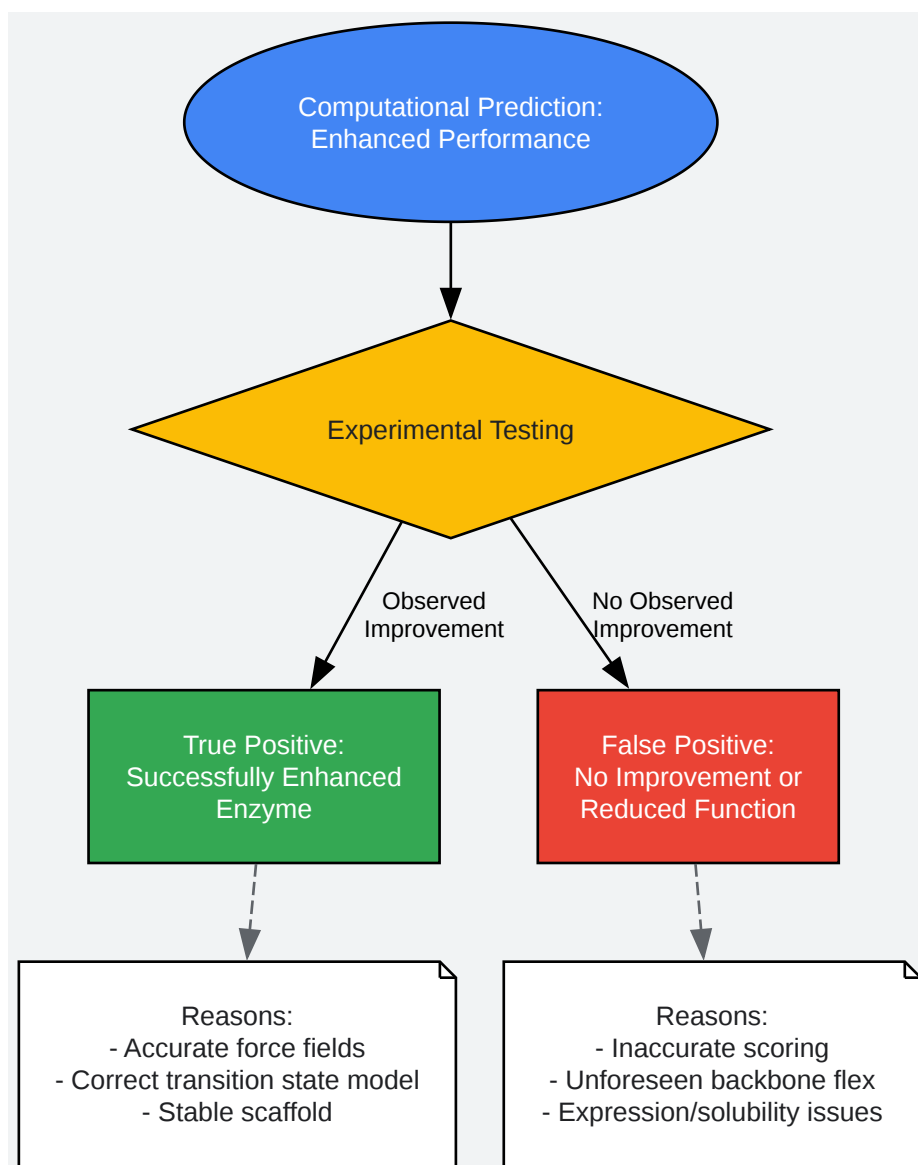 Computational Prediction:
Enhanced Performance
Experimental Testing
Observed
Improvement
No Observed
Improvement
True Positive:
Successfully Enhanced
Enzyme
False Positive:
No Improvement or
Reduced Function
Reasons:
- Accurate force fields
- Correct transition state model
- Stable scaffold
Reasons:
- Inaccurate scoring
- Unforeseen backbone flex
- Expression/solubility issues